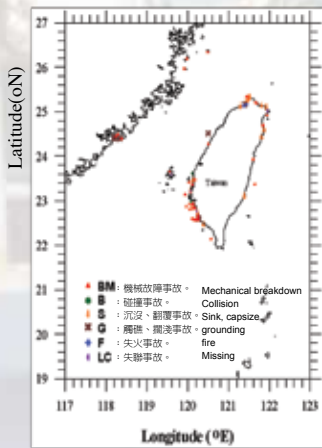 Latitude(oN)
27
26
25
24
23
22
21
20
19
Taiwan
BM: 機械故障事故。 Mechanical breakdown
B : 碰撞事故。 Collision
S : 沉沒、翻覆事故。 Sink, capsize
G : 觸礁、擱淺事故。 grounding
F : 失火事故。 fire
LC: 失聯事故。 Missing
117 118 119 120 121 122 123
Longitude (ºE)